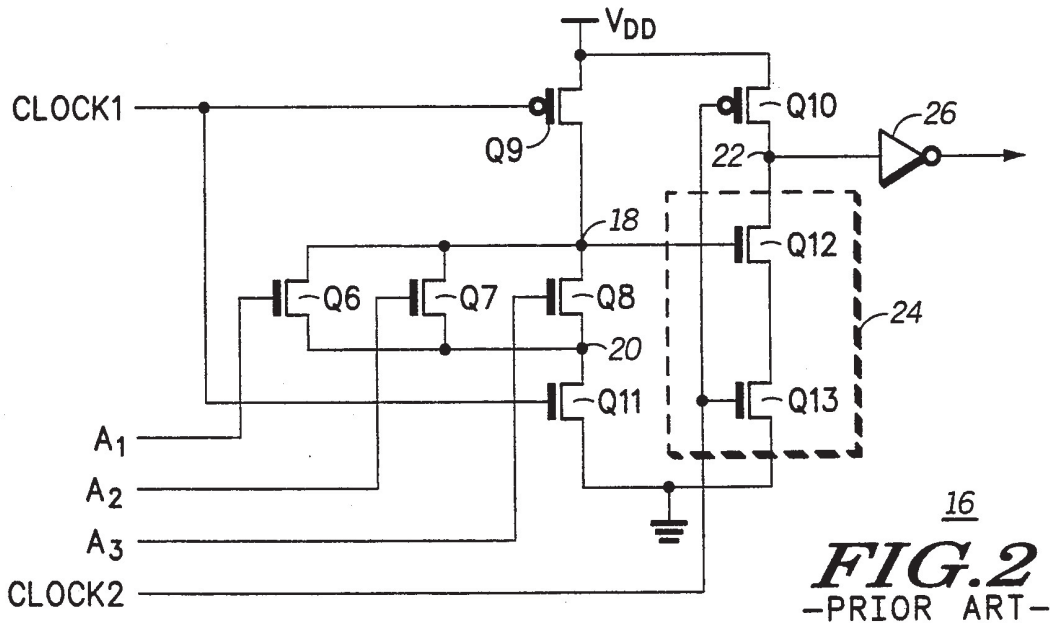 V_DD
CLOCK1
Q9
Q10
26
22
18
Q12
Q6
Q7
Q8
24
20
Q11
Q13
A1
A2
A3
CLOCK2
16
FIG.2
-PRIOR ART-